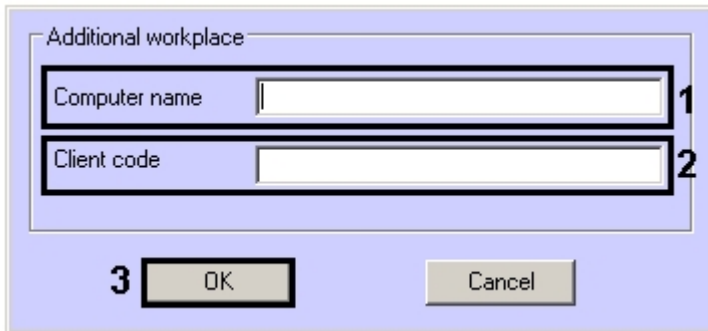 Additional workplace
Computer name 1
Client code 2
3 OK Cancel